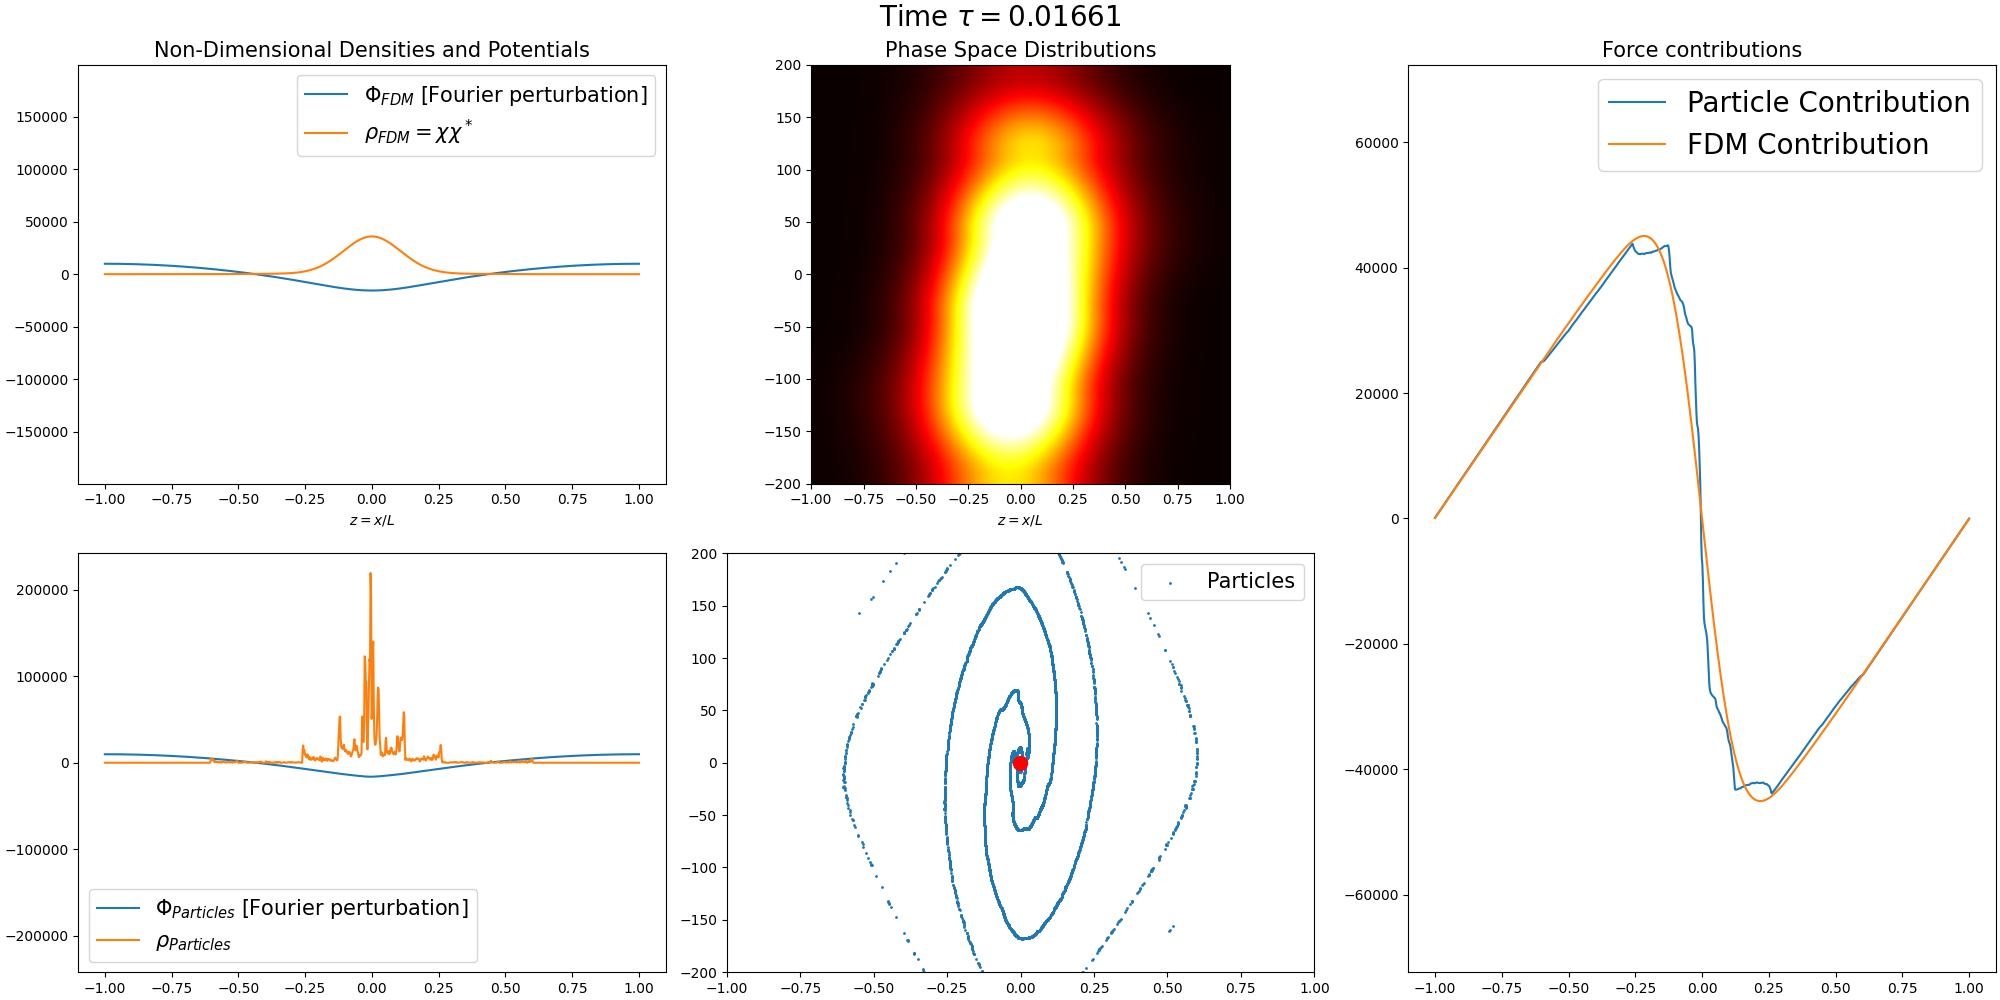 Time τ = 0.01661
Non-Dimensional Densities and Potentials
Φ_FDM [Fourier perturbation]
ρ_FDM = χχ*
150000
100000
50000
0
−50000
−100000
−150000
−1.00 −0.75 −0.50 −0.25 0.00 0.25 0.50 0.75 1.00
z = x/L
Phase Space Distributions
200
150
100
50
0
−50
−100
−150
−200
−1.00 −0.75 −0.50 −0.25 0.00 0.25 0.50 0.75 1.00
z = x/L
Force contributions
Particle Contribution
FDM Contribution
60000
40000
20000
0
−20000
−40000
−60000
−1.00 −0.75 −0.50 −0.25 0.00 0.25 0.50 0.75 1.00
200000
100000
0
−100000
−200000
Φ_Particles [Fourier perturbation]
ρ_Particles
−1.00 −0.75 −0.50 −0.25 0.00 0.25 0.50 0.75 1.00
Particles
200
150
100
50
0
−50
−100
−150
−200
−1.00 −0.75 −0.50 −0.25 0.00 0.25 0.50 0.75 1.00